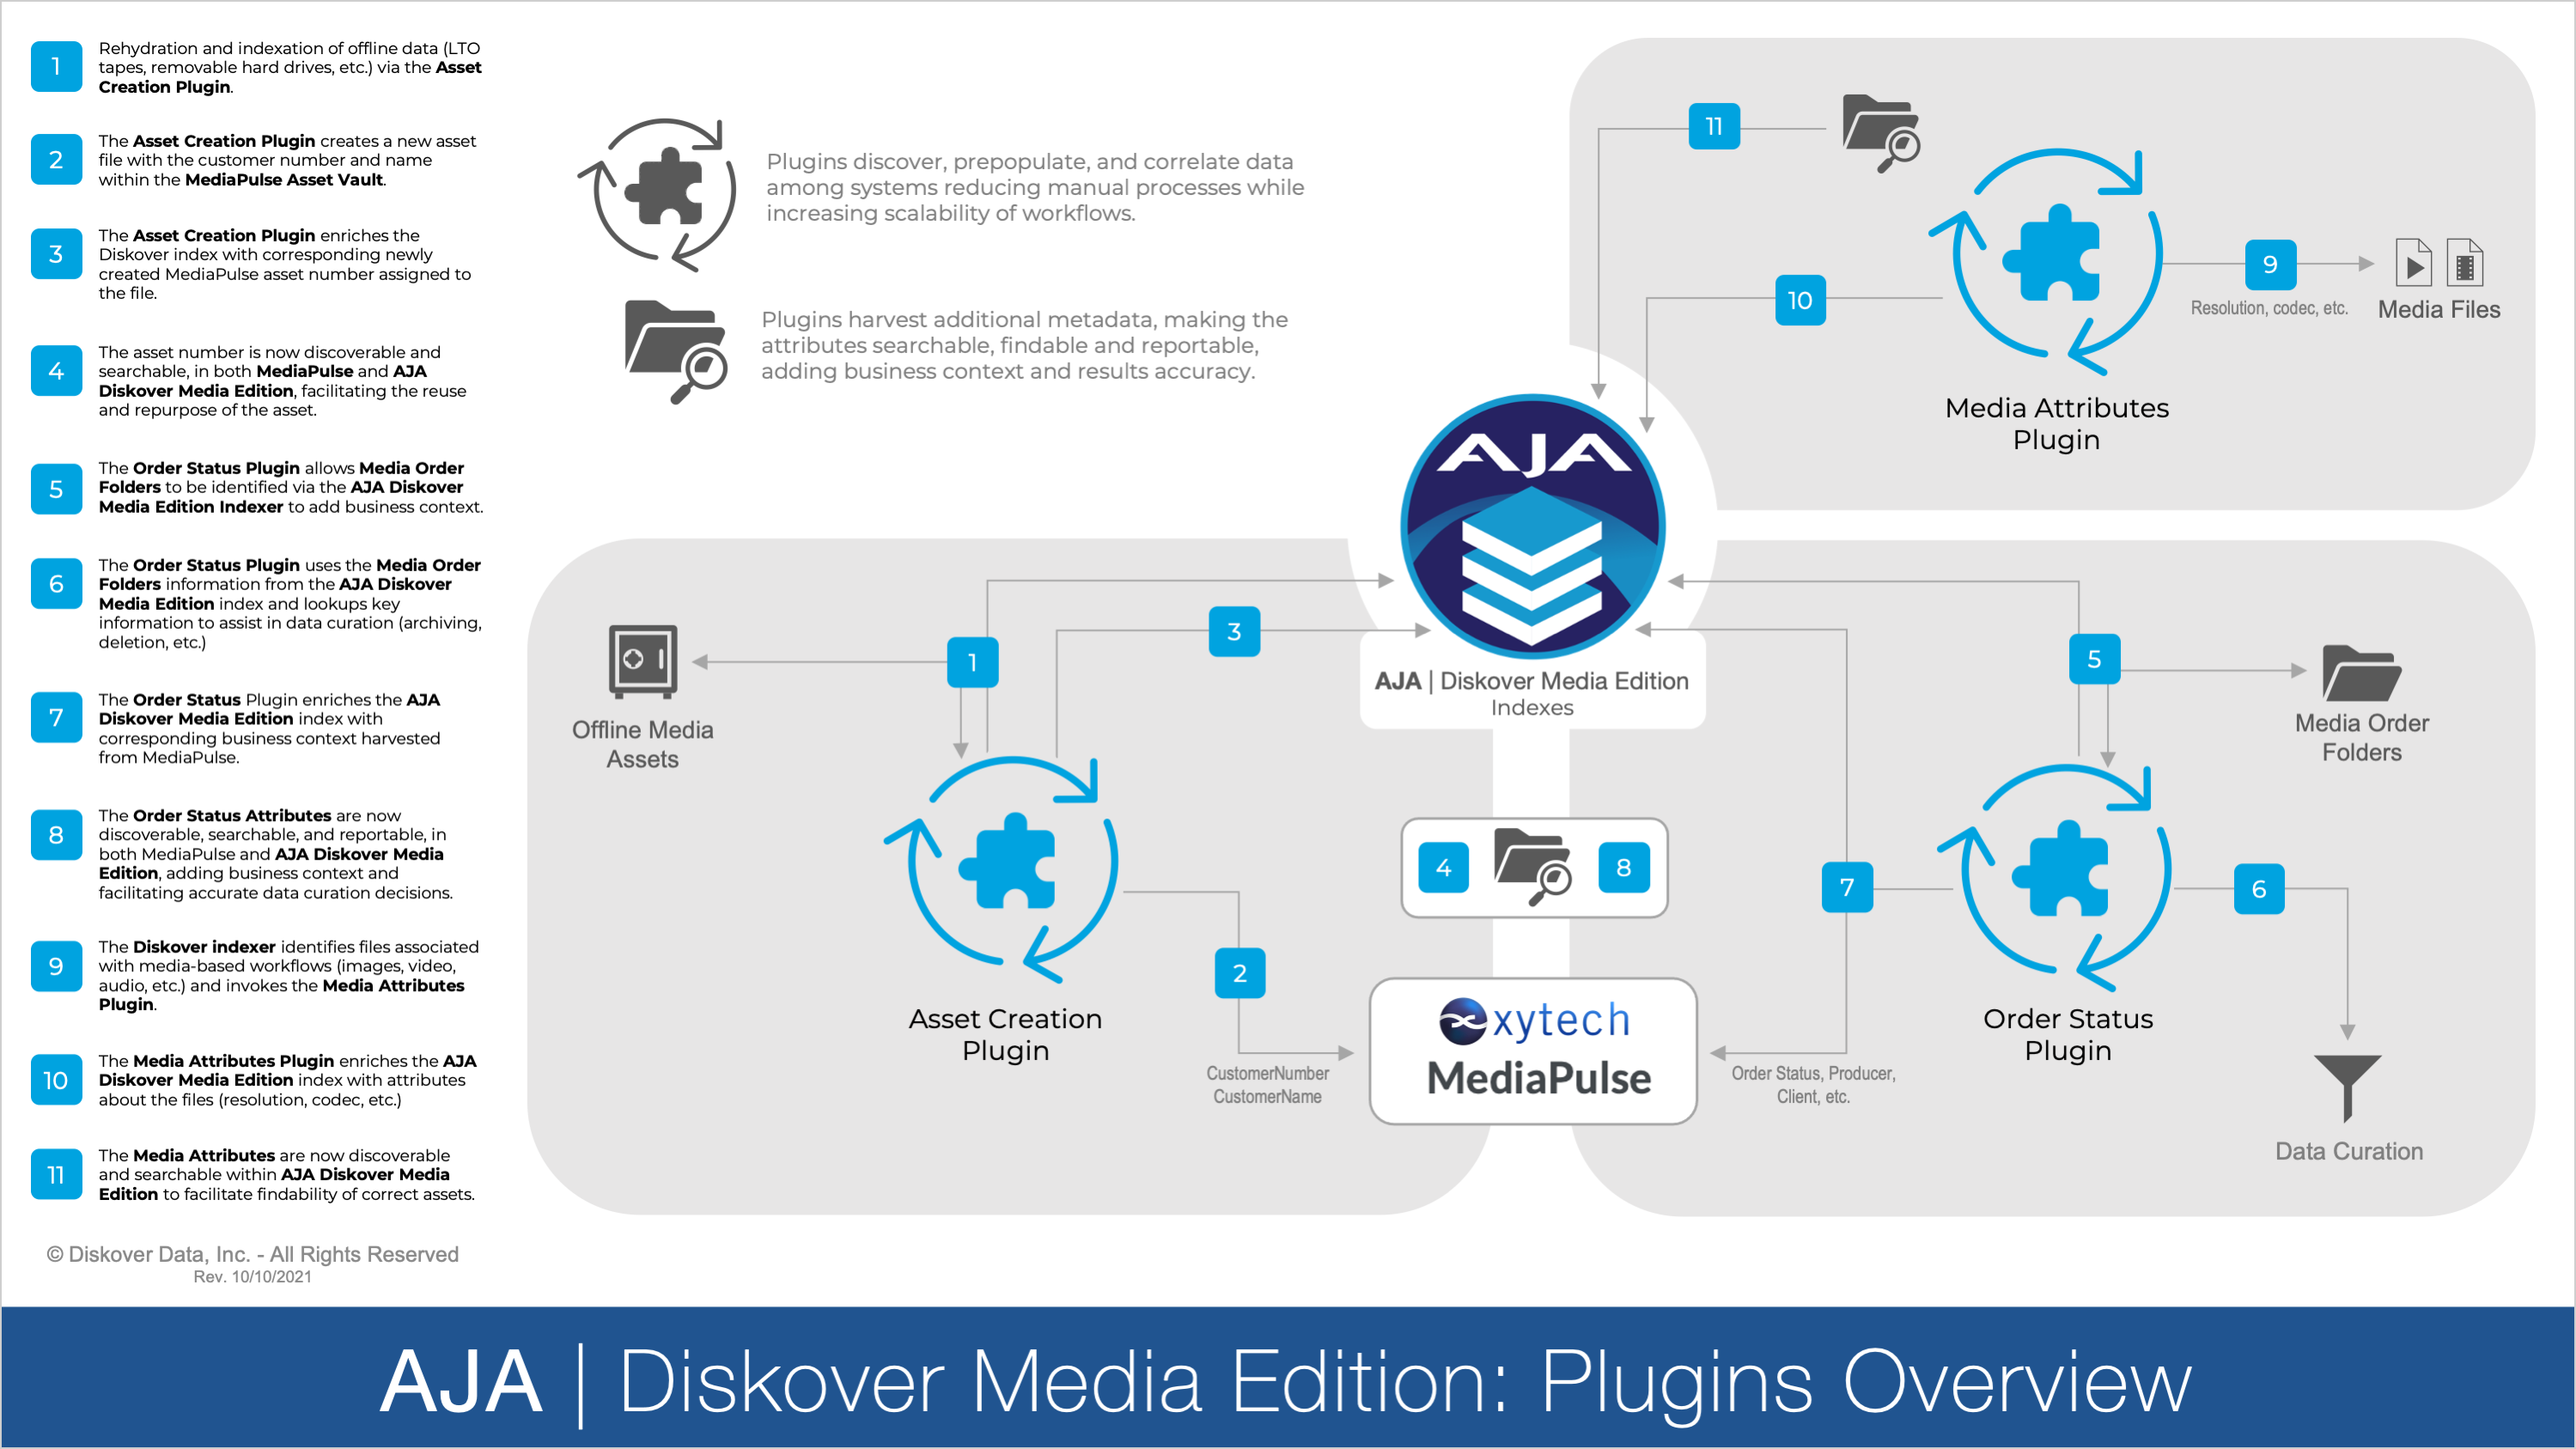 1
Rehydration and indexation of offline data (LTO
tapes, removable hard drives, etc.) via the Asset
Creation Plugin.
2
The Asset Creation Plugin creates a new asset
file with the customer number and name
within the MediaPulse Asset Vault.
3
The Asset Creation Plugin enriches the
Diskover index with corresponding newly
created MediaPulse asset number assigned to
the file.
4
The asset number is now discoverable and
searchable, in both MediaPulse and AJA
Diskover Media Edition, facilitating the reuse
and repurpose of the asset.
5
The Order Status Plugin allows Media Order
Folders to be identified via the AJA Diskover
Media Edition Indexer to add business context.
6
The Order Status Plugin uses the Media Order
Folders information from the AJA Diskover
Media Edition index and lookups key
information to assist in data curation (archiving,
deletion, etc.)
7
The Order Status Plugin enriches the AJA
Diskover Media Edition index with
corresponding business context harvested
from MediaPulse.
8
The Order Status Attributes are now
discoverable, searchable, and reportable, in
both MediaPulse and AJA Diskover Media
Edition, adding business context and
facilitating accurate data curation decisions.
9
The Diskover indexer identifies files associated
with media-based workflows (images, video,
audio, etc.) and invokes the Media Attributes
Plugin.
10
The Media Attributes Plugin enriches the AJA
Diskover Media Edition index with attributes
about the files (resolution, codec, etc.)
11
The Media Attributes are now discoverable
and searchable within AJA Diskover Media
Edition to facilitate findability of correct assets.
© Diskover Data, Inc. - All Rights Reserved
Rev. 10/10/2021
Plugins discover, prepopulate, and correlate data
among systems reducing manual processes while
increasing scalability of workflows.
Plugins harvest additional metadata, making the
attributes searchable, findable and reportable,
adding business context and results accuracy.
11
10
9
Resolution, codec, etc.
Media Files
Media Attributes
Plugin
AJA
AJA | Diskover Media Edition
Indexes
Offline Media
Assets
1
3
2
Asset Creation
Plugin
CustomerNumber
CustomerName
4
8
xytech
MediaPulse
5
Media Order
Folders
7
6
Order Status
Plugin
Order Status, Producer,
Client, etc.
Data Curation
AJA | Diskover Media Edition: Plugins Overview